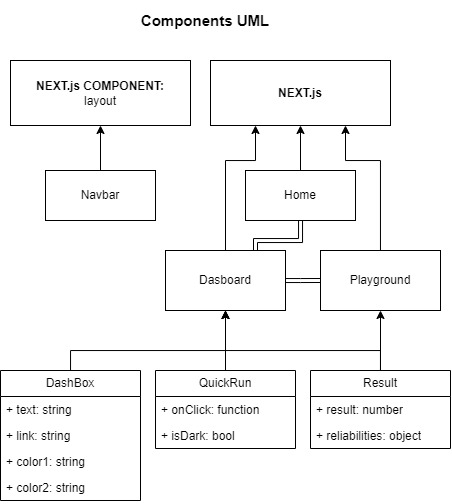 Components UML
NEXT.js COMPONENT:
layout
NEXT.js
Navbar
Home
Dasboard
Playground
DashBox
+ text: string
+ link: string
+ color1: string
+ color2: string
QuickRun
+ onClick: function
+ isDark: bool
Result
+ result: number
+ reliabilities: object